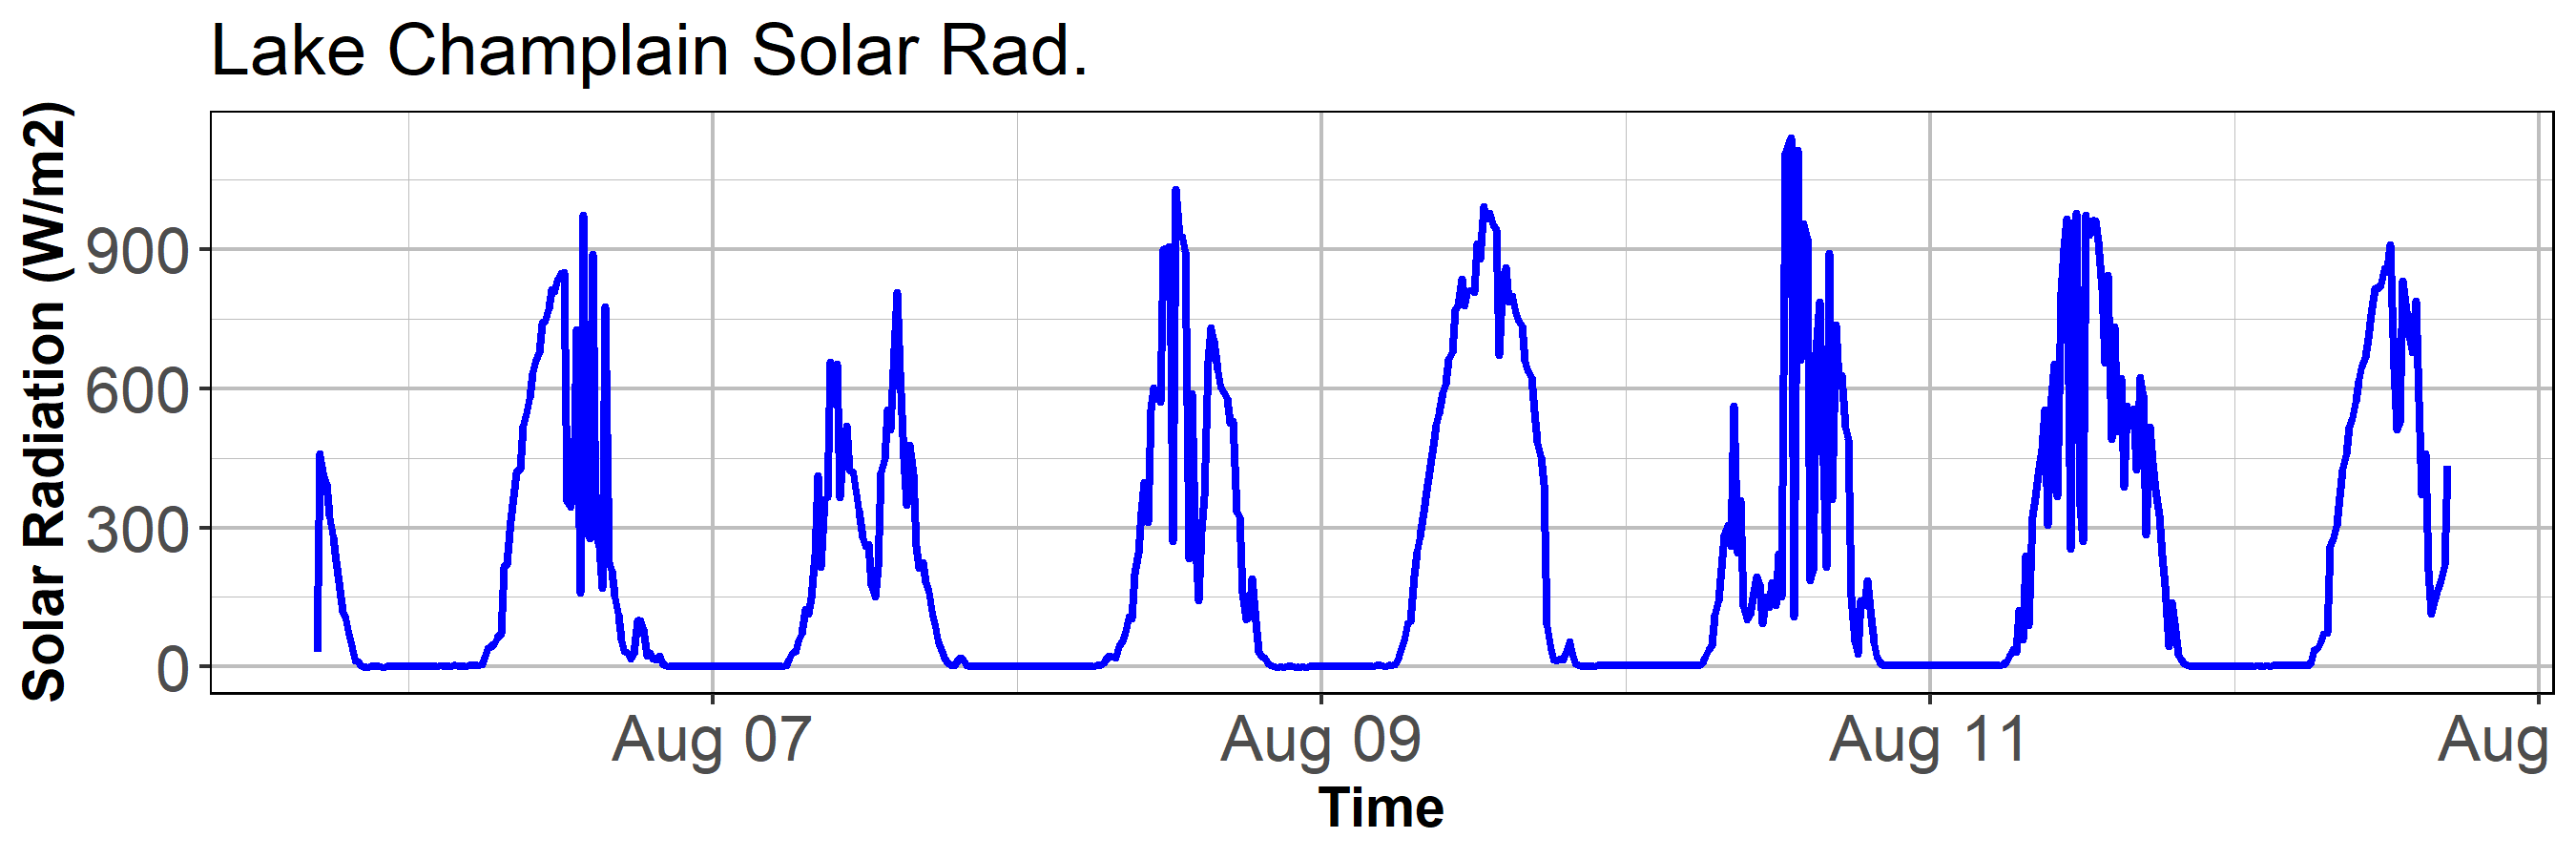 Lake Champlain Solar Rad.
Solar Radiation (W/m2)
900
600
300
0
Aug 07
Aug 09
Aug 11
Aug
Time